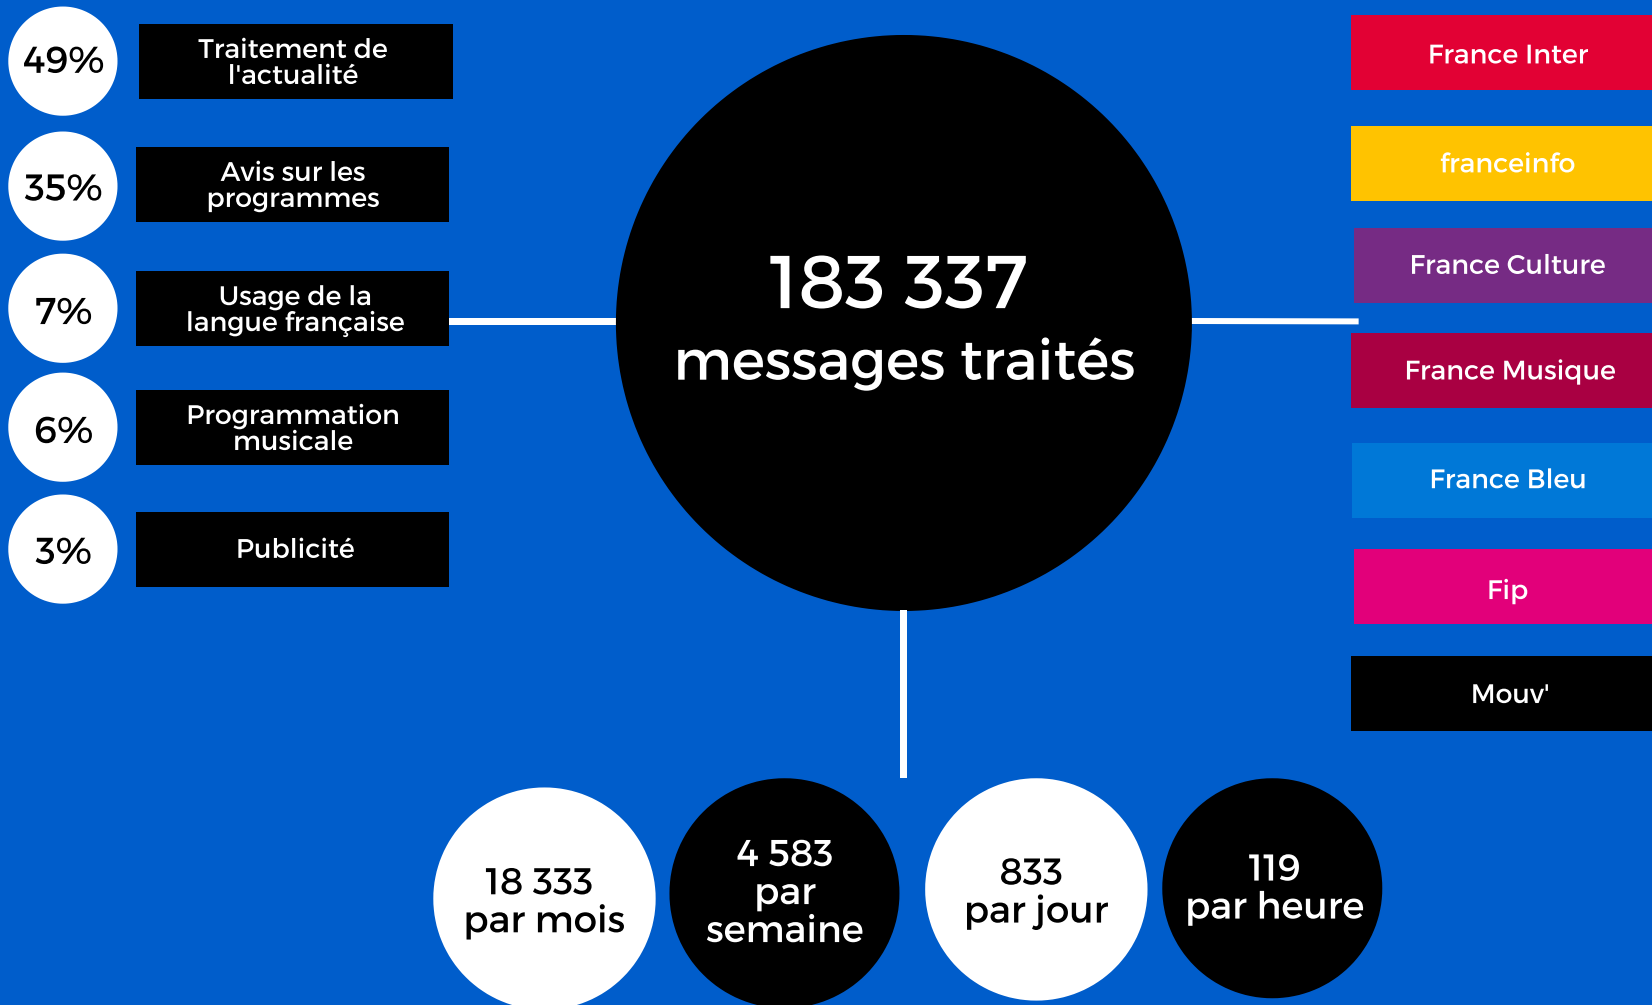 49%
Traitement de
l'actualité
35%
Avis sur les
programmes
7%
Usage de la
langue française
6%
Programmation
musicale
3%
Publicité
183 337
messages traités
France Inter
franceinfo
France Culture
France Musique
France Bleu
Fip
Mouv'
18 333
par mois
4 583
par
semaine
833
par jour
119
par heure